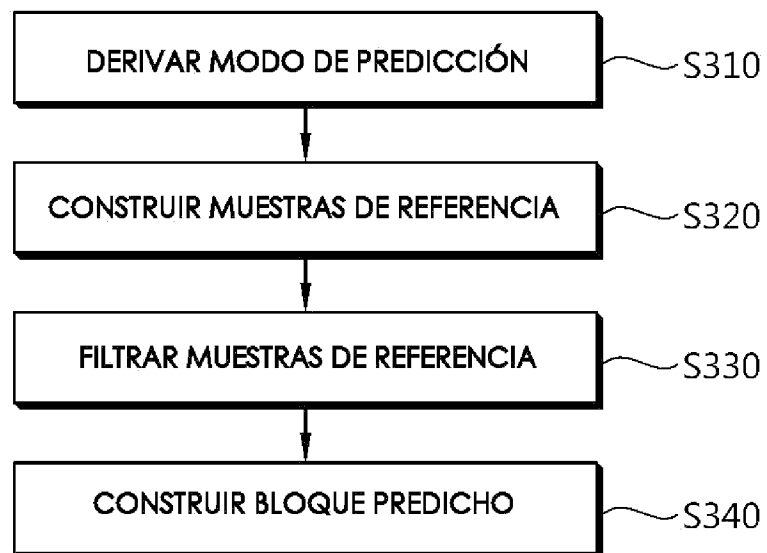 DERIVAR MODO DE PREDICCIÓN
S310
CONSTRUIR MUESTRAS DE REFERENCIA
S320
FILTRAR MUESTRAS DE REFERENCIA
S330
CONSTRUIR BLOQUE PREDICHO
S340